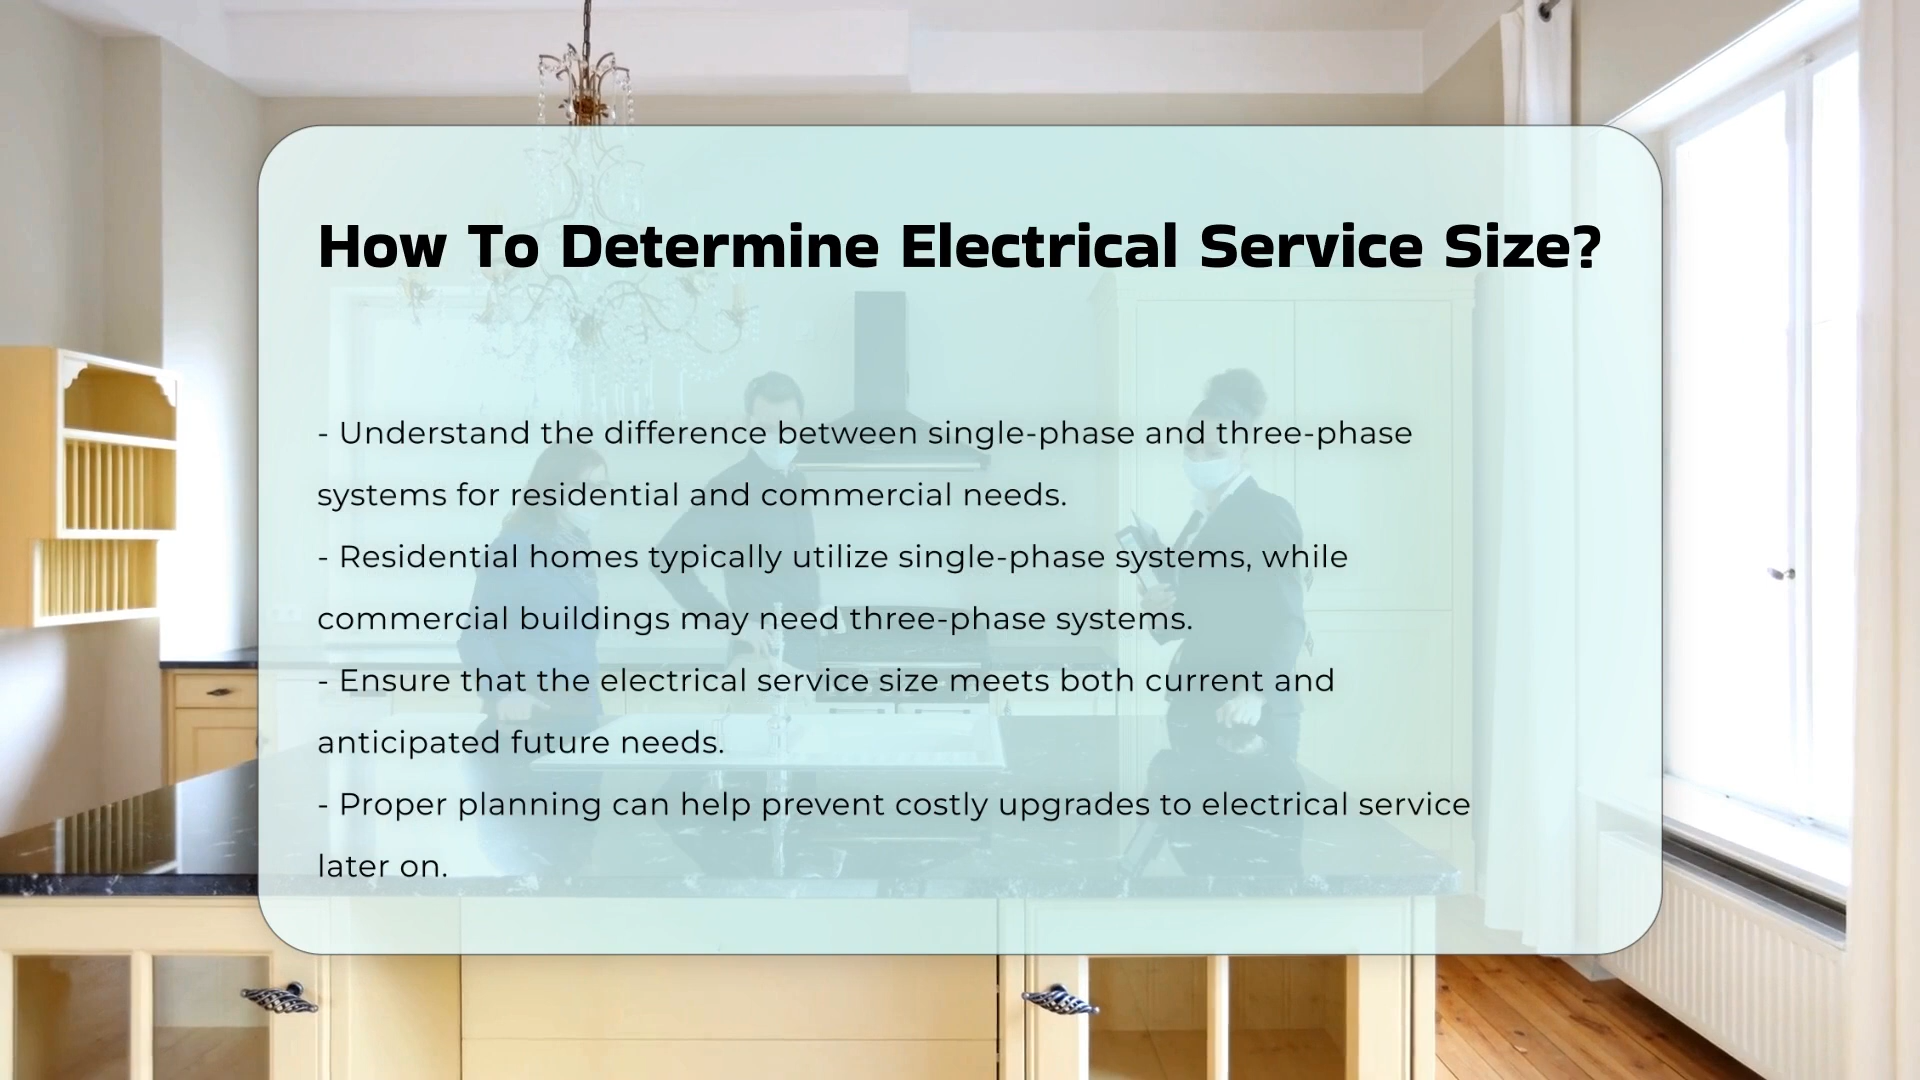 How To Determine Electrical Service Size?
- Understand the difference between single-phase and three-phase
systems for residential and commercial needs.
- Residential homes typically utilize single-phase systems, while
commercial buildings may need three-phase systems.
- Ensure that the electrical service size meets both current and
anticipated future needs.
- Proper planning can help prevent costly upgrades to electrical service
later on.